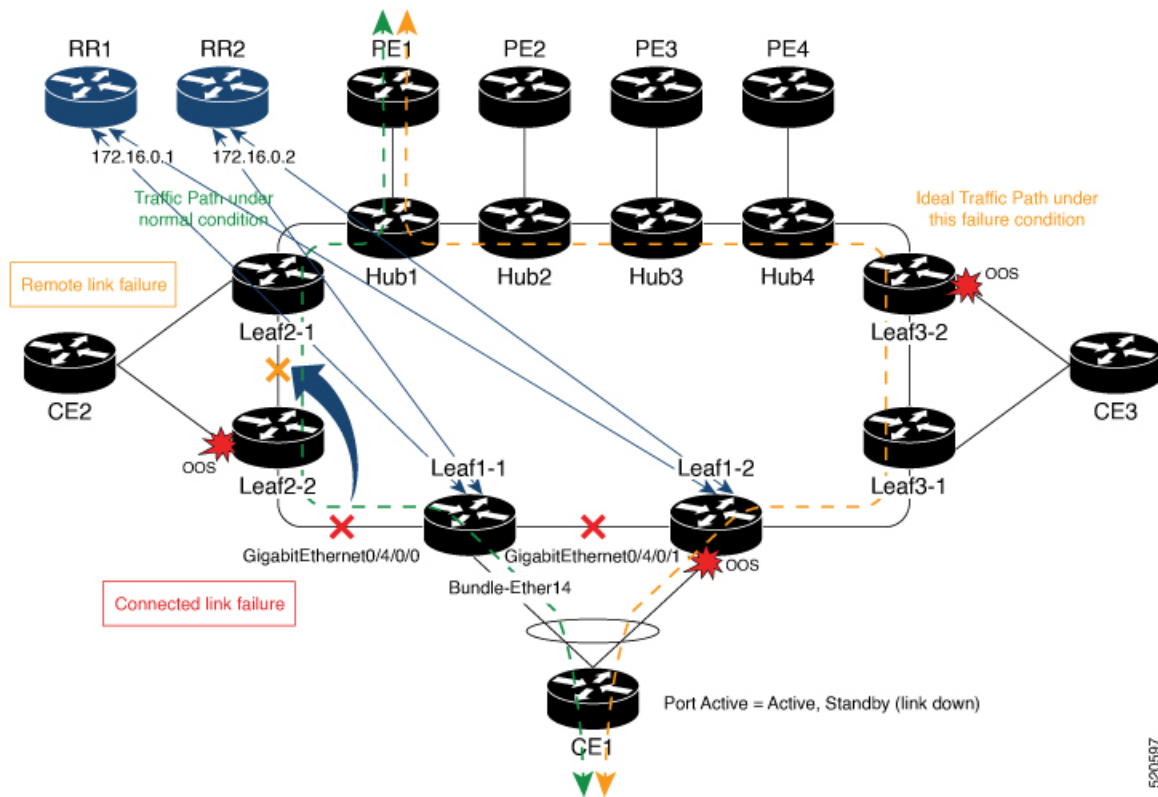 RR1
RR2
PE1
PE2
PE3
PE4
172.16.0.1
172.16.0.2
Traffic Path under
normal condition
Ideal Traffic Path under
this failure condition
Hub1
Hub2
Hub3
Hub4
OOS
Remote link failure
Leaf2-1
Leaf3-2
CE2
CE3
OOS
Leaf2-2
Leaf1-1
Leaf1-2
Leaf3-1
GigabitEthernet0/4/0/0
GigabitEthernet0/4/0/1
OOS
Bundle-Ether14
Connected link failure
Port Active = Active, Standby (link down)
CE1
520597